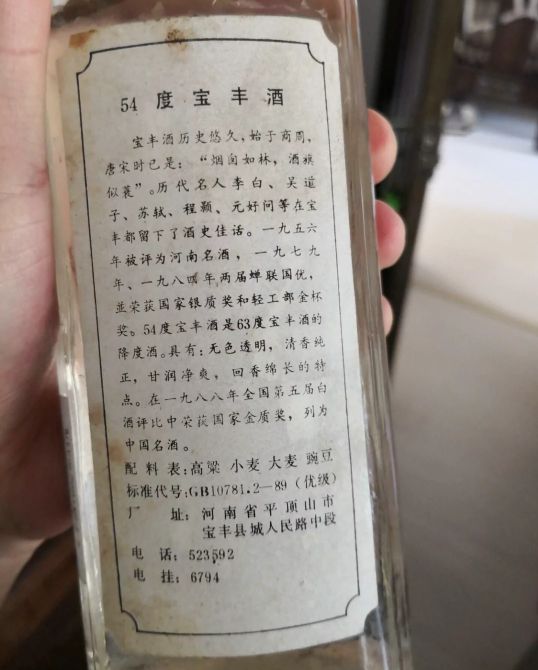 54 度宝丰酒
宝丰酒历史悠久,始于商周,
唐宋时已是：“烟囱如林，酒旗
似蓑”。历代名人李白、吴道
子、苏轼、程颢、元好问等在宝
丰都留下了酒史佳话。一九五六
年被评为河南名酒，一九七九
年、一九八四年两届蝉联国优，
並荣获国家银质奖和轻工部金杯
奖。54度宝丰酒是63度宝丰酒的
降度酒。具有：无色透明，清香纯
正，甘润净爽，回香绵长的特
点。在一九八八年全国第五届白
酒评比中荣获国家金质奖，列为
中国名酒。
配料表:高粱 小麦 大麦 豌豆
标准代号:GB10781.2—89（优级）
厂址：河南省平顶山市
宝丰县城人民路中段
电话：523592
电挂：6794